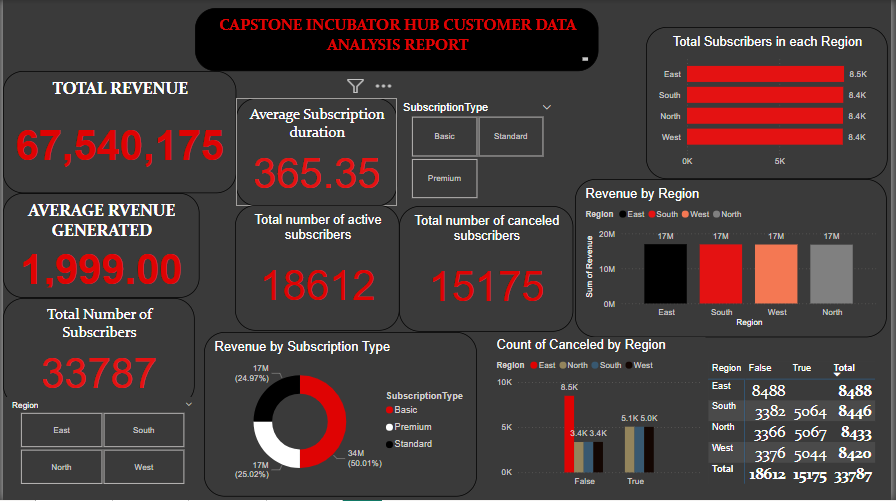 CAPSTONE INCUBATOR HUB CUSTOMER DATA
ANALYSIS REPORT
TOTAL REVENUE
67,540,175
Average Subscription
duration
365.35
SubscriptionType
Basic
Standard
Premium
Total Subscribers in each Region
East 8.5K
South 8.4K
North 8.4K
West 8.4K
0K 5K
AVERAGE RVENUE
GENERATED
1,999.00
Total number of active
subscribers
18612
Total number of canceled
subscribers
15175
Revenue by Region
Region East South West North
Sum of Revenue
20M
10M
0M
17M 17M 17M 17M
East South West North
Region
Total Number of
Subscribers
33787
Region
East
South
North
West
Revenue by Subscription Type
17M
(24.97%)
17M
(25.02%)
34M
(50.01%)
SubscriptionType
Basic
Premium
Standard
Count of Canceled by Region
Region East North South West
10K
5K
0K
8.5K
3.4K 3.4K
5.1K 5.0K
False True
Region False True Total
East 8488 8488
South 3382 5064 8446
North 3366 5067 8433
West 3376 5044 8420
Total 18612 15175 33787